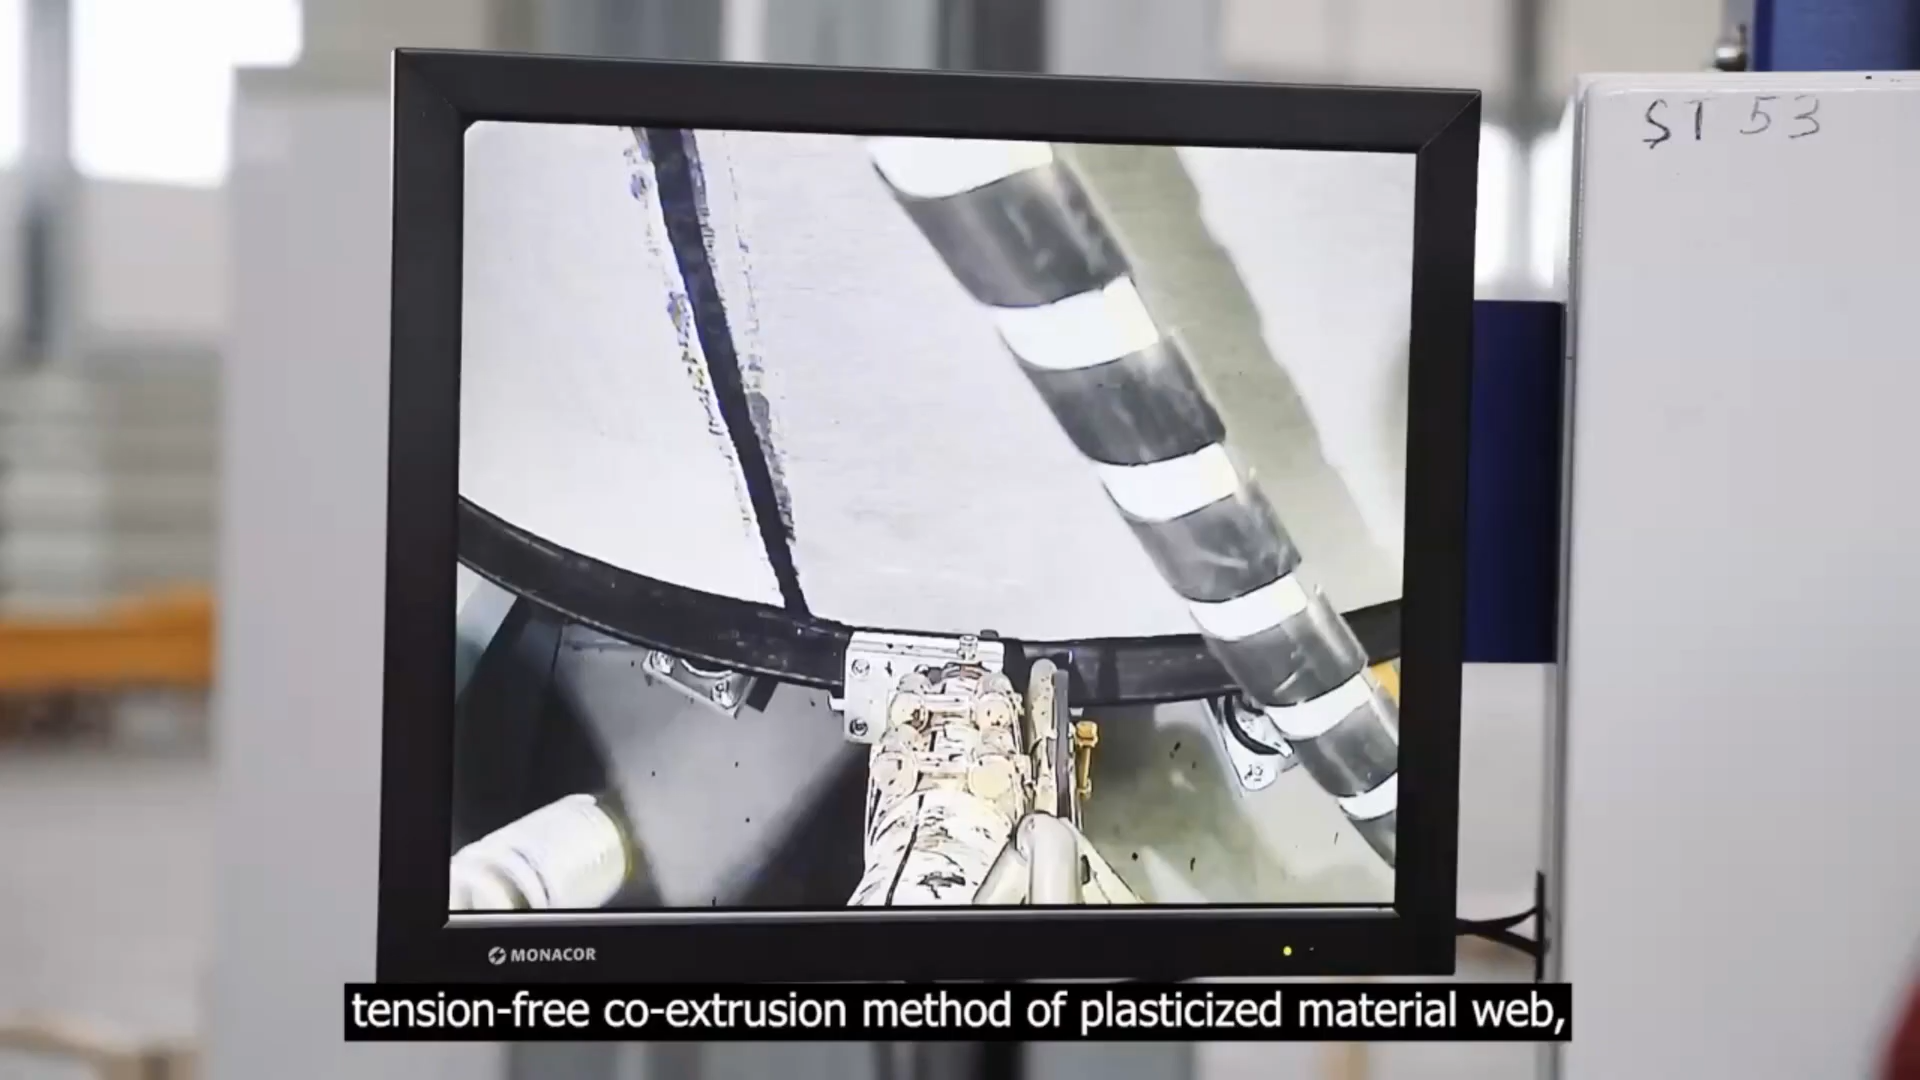 ST 53
MONACOR
tension-free co-extrusion method of plasticized material web,